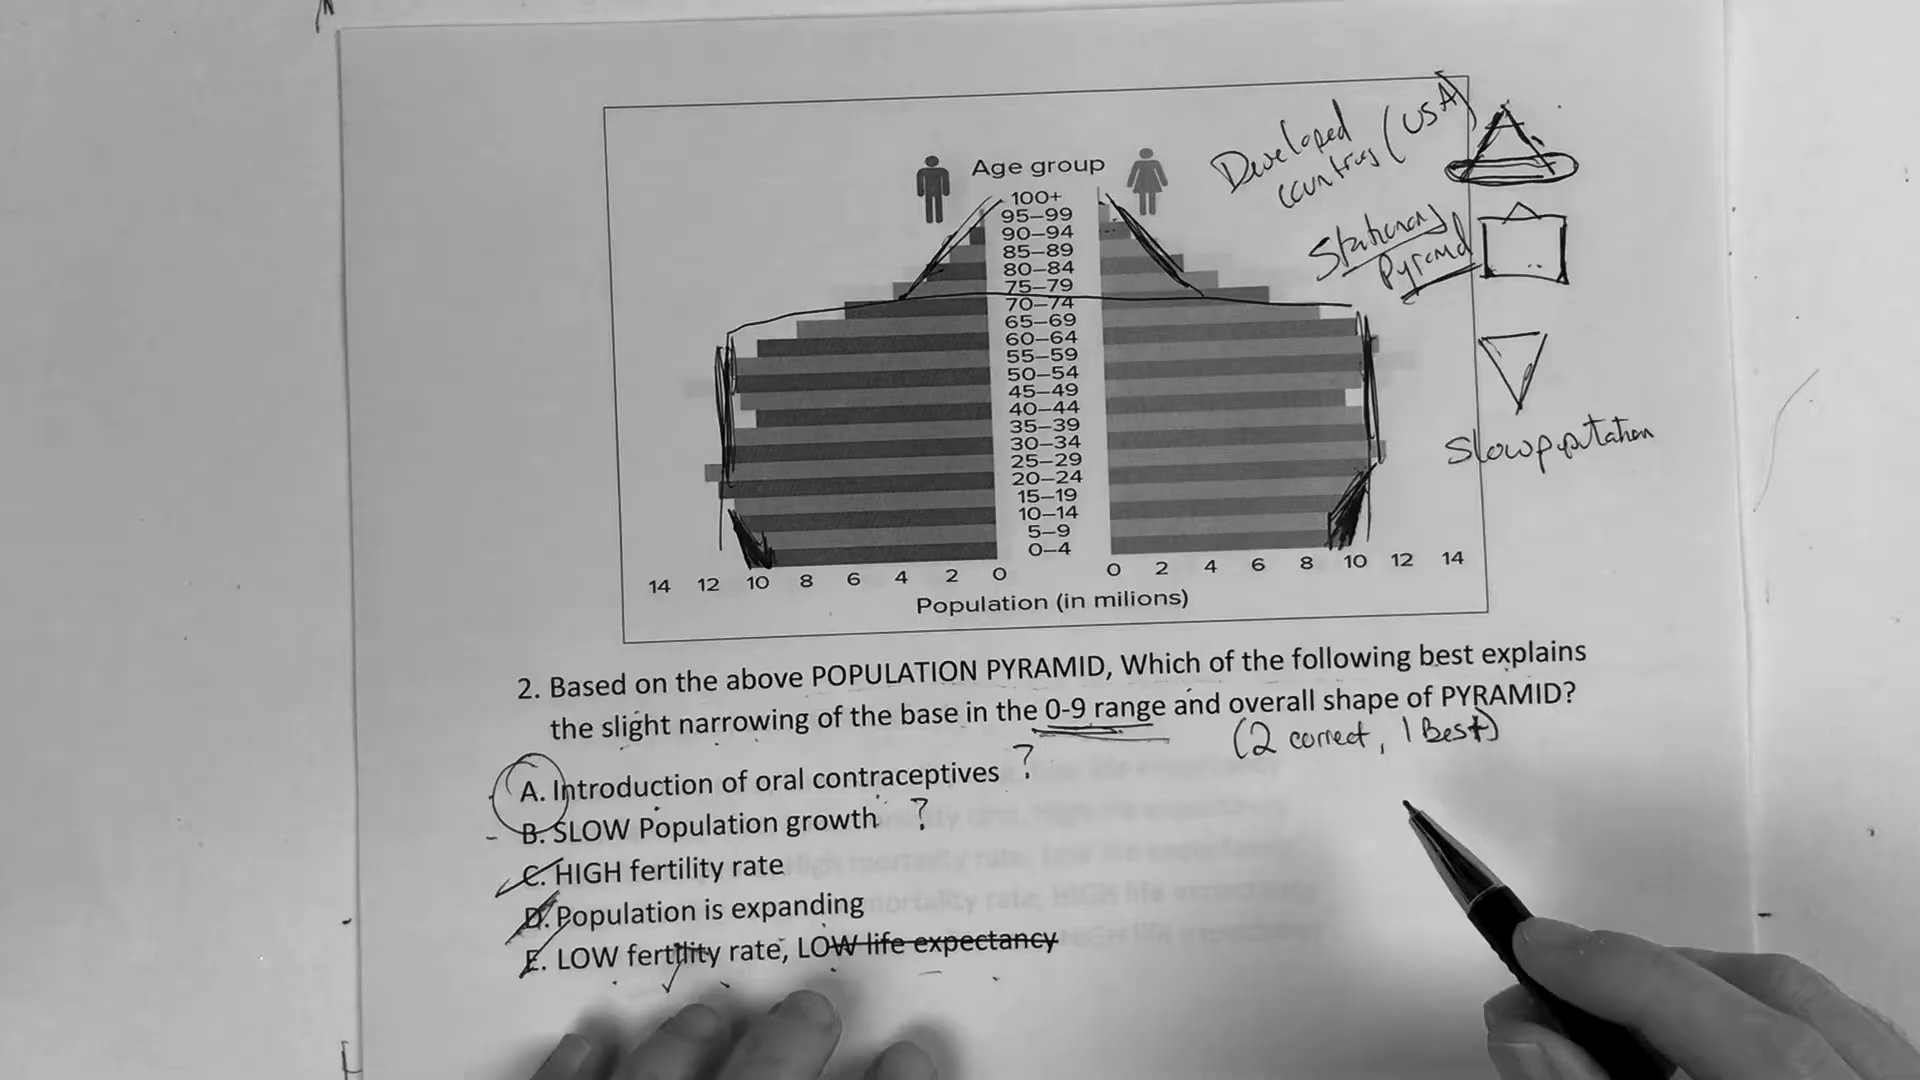 Developed (USA)
countries
Age group
100+
95–99
90–94
85–89
80–84
75–79
70–74
65–69
60–64
55–59
50–54
45–49
40–44
35–39
30–34
25–29
20–24
15–19
10–14
5–9
0–4
Stationary
Pyramid
14 12 10 8 6 4 2 0 0 2 4 6 8 10 12 14
Population (in milions)
2. Based on the above POPULATION PYRAMID, Which of the following best explains
the slight narrowing of the base in the 0-9 range and overall shape of PYRAMID?
(2 correct, 1 Best)
A. Introduction of oral contraceptives ?
B. SLOW Population growth ?
C. HIGH fertility rate
D. Population is expanding
E. LOW fertility rate, LOW life expectancy